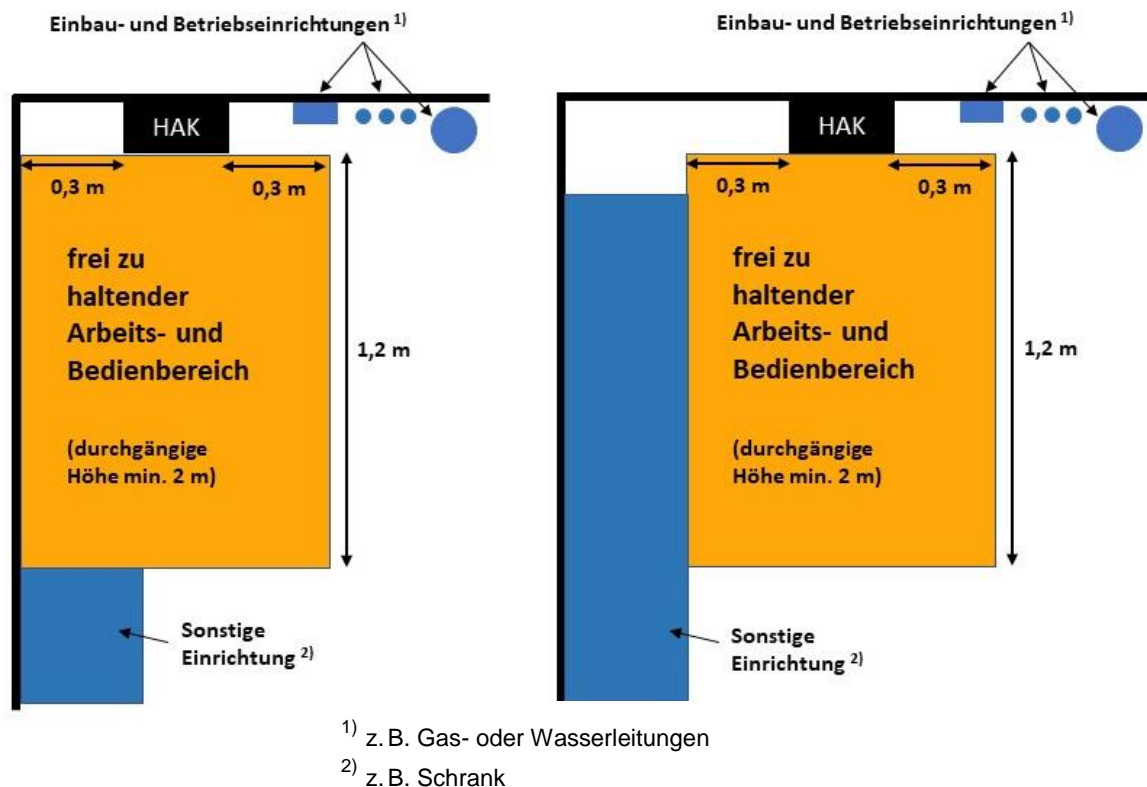 Einbau- und Betriebseinrichtungen 1)
HAK
0,3 m 0,3 m
frei zu
haltender
Arbeits- und
Bedienbereich
(durchgängige
Höhe min. 2 m)
1,2 m
Sonstige
Einrichtung 2)
Einbau- und Betriebseinrichtungen 1)
HAK
0,3 m 0,3 m
frei zu
haltender
Arbeits- und
Bedienbereich
(durchgängige
Höhe min. 2 m)
1,2 m
Sonstige
Einrichtung 2)
1) z. B. Gas- oder Wasserleitungen
2) z. B. Schrank